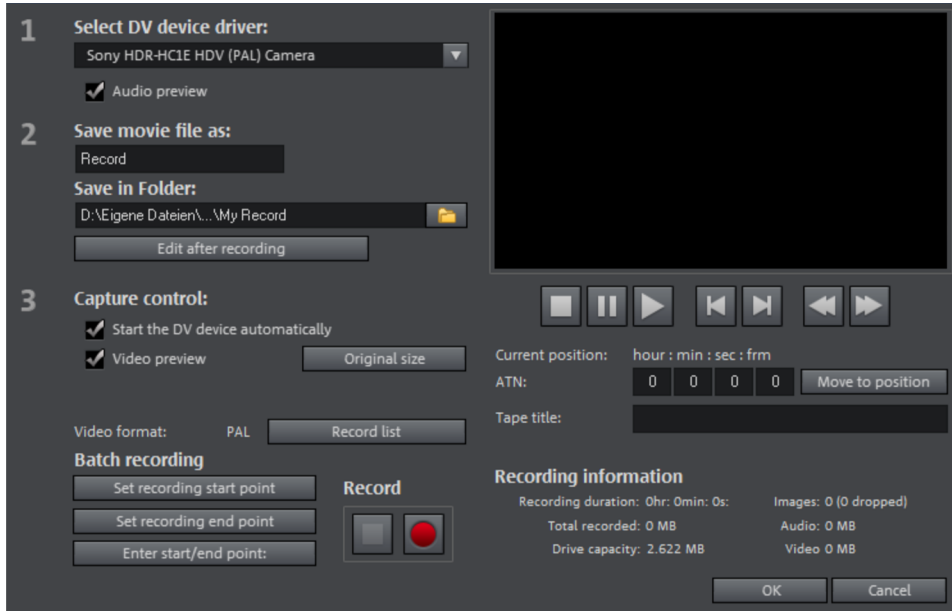 1
Select DV device driver:
Sony HDR-HC1E HDV (PAL) Camera
Audio preview
2
Save movie file as:
Record
Save in Folder:
D:\Eigene Dateien\...\My Record
Edit after recording
3
Capture control:
Start the DV device automatically
Video preview
Original size
Video format: PAL
Record list
Batch recording
Set recording start point
Set recording end point
Enter start/end point:
Record
Current position: hour : min : sec : frm
ATN: 0 0 0 0 Move to position
Tape title:
Recording information
Recording duration: 0hr: 0min: 0s: Images: 0 (0 dropped)
Total recorded: 0 MB Audio: 0 MB
Drive capacity: 2.622 MB Video 0 MB
OK Cancel